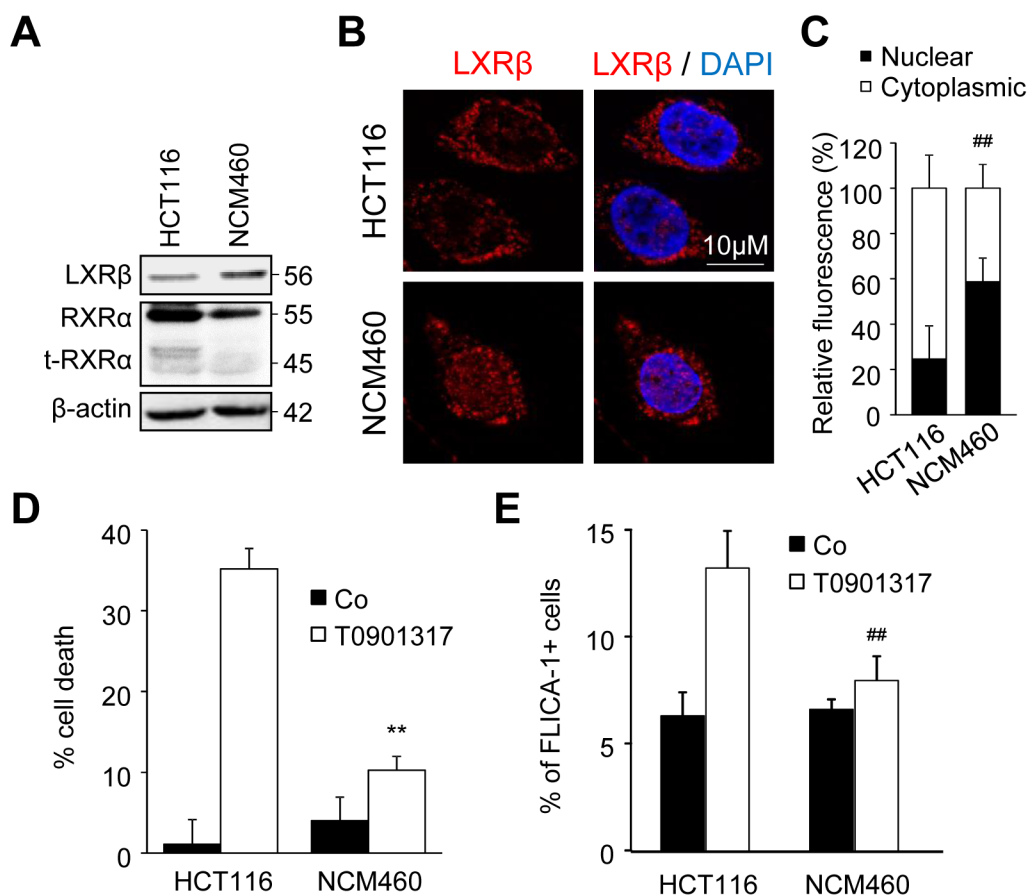 A
HCT116
NCM460
LXRβ
56
RXRα
55
t-RXRα
45
β-actin
42
B
LXRβ
LXRβ / DAPI
HCT116
10µM
NCM460
C
Nuclear
Cytoplasmic
Relative fluorescence (%)
120
100
80
60
40
20
0
##
HCT116
NCM460
D
% cell death
40
30
20
10
0
Co
T0901317
**
HCT116
NCM460
E
% of FLICA-1+ cells
15
10
5
0
Co
T0901317
##
HCT116
NCM460